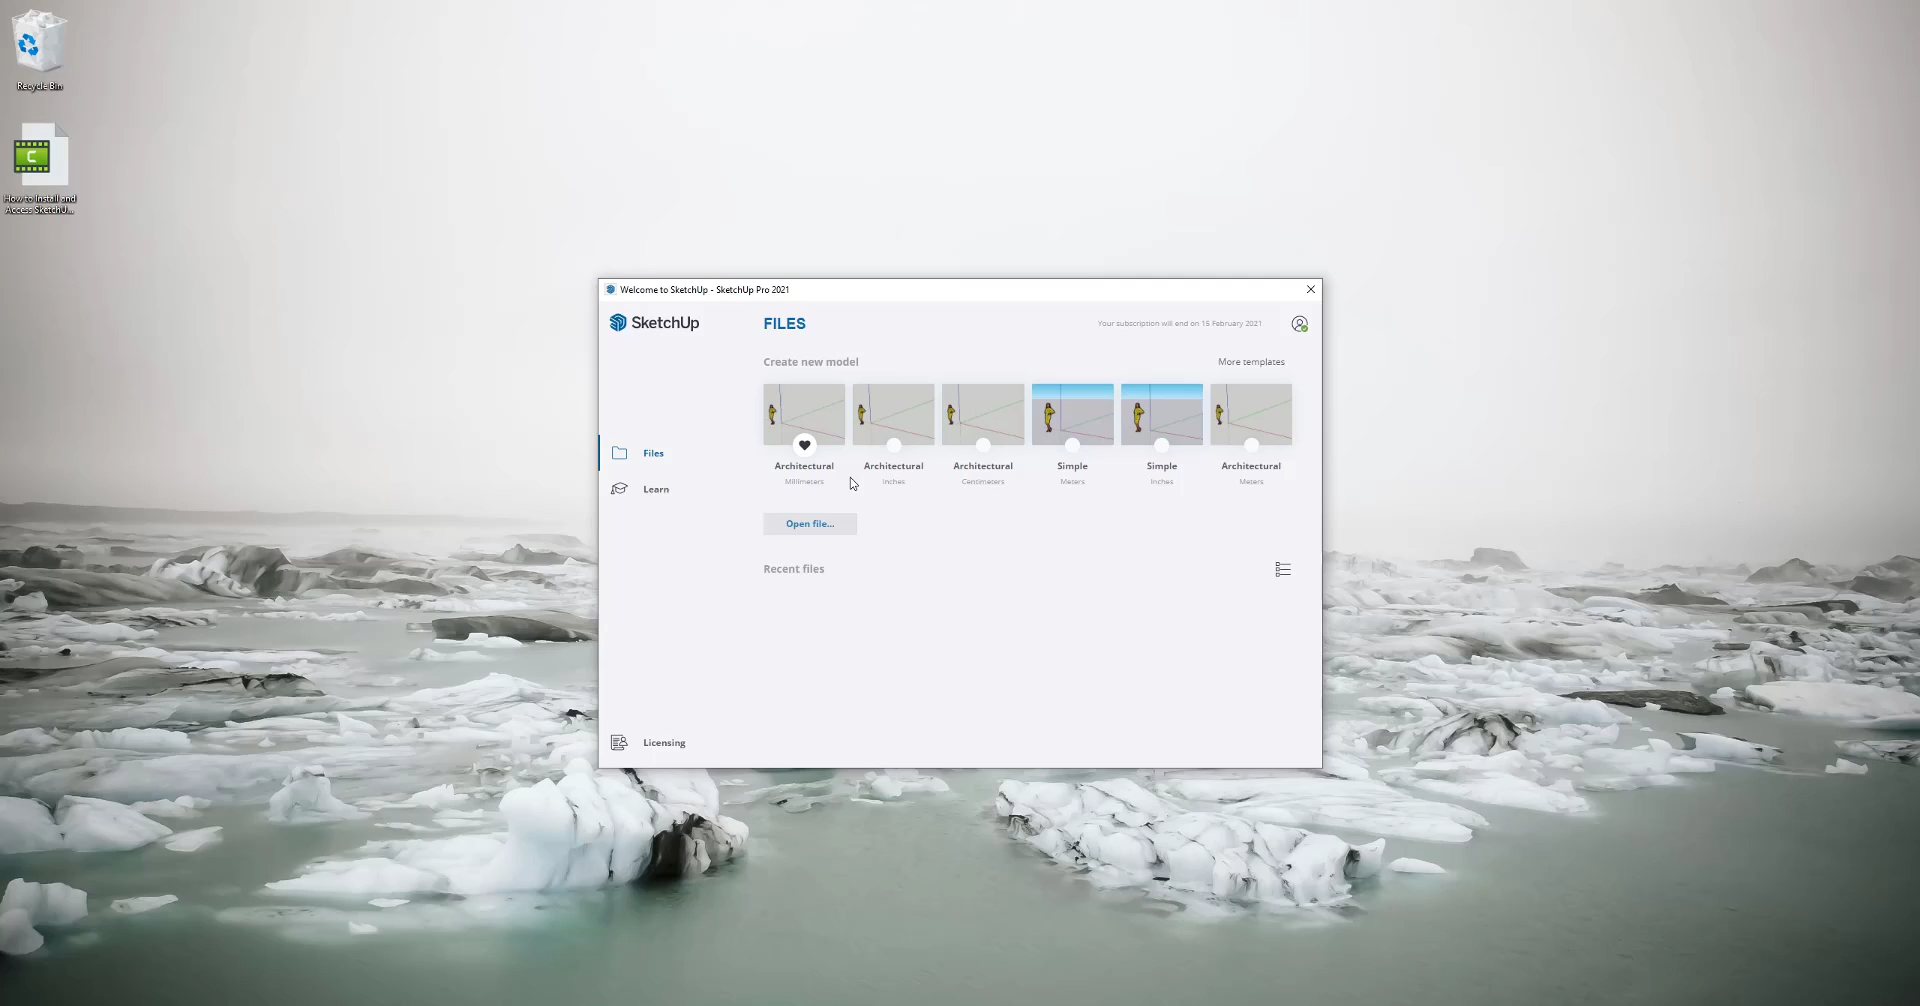 Recycle Bin
How to Install and
Access SketchU...
Welcome to SketchUp - SketchUp Pro 2021
SketchUp
FILES
Your subscription will end on 15 February 2021
Create new model
More templates
Architectural
Millimeters
Architectural
Inches
Architectural
Centimeters
Simple
Meters
Simple
Inches
Architectural
Meters
Files
Learn
Open file...
Recent files
Licensing